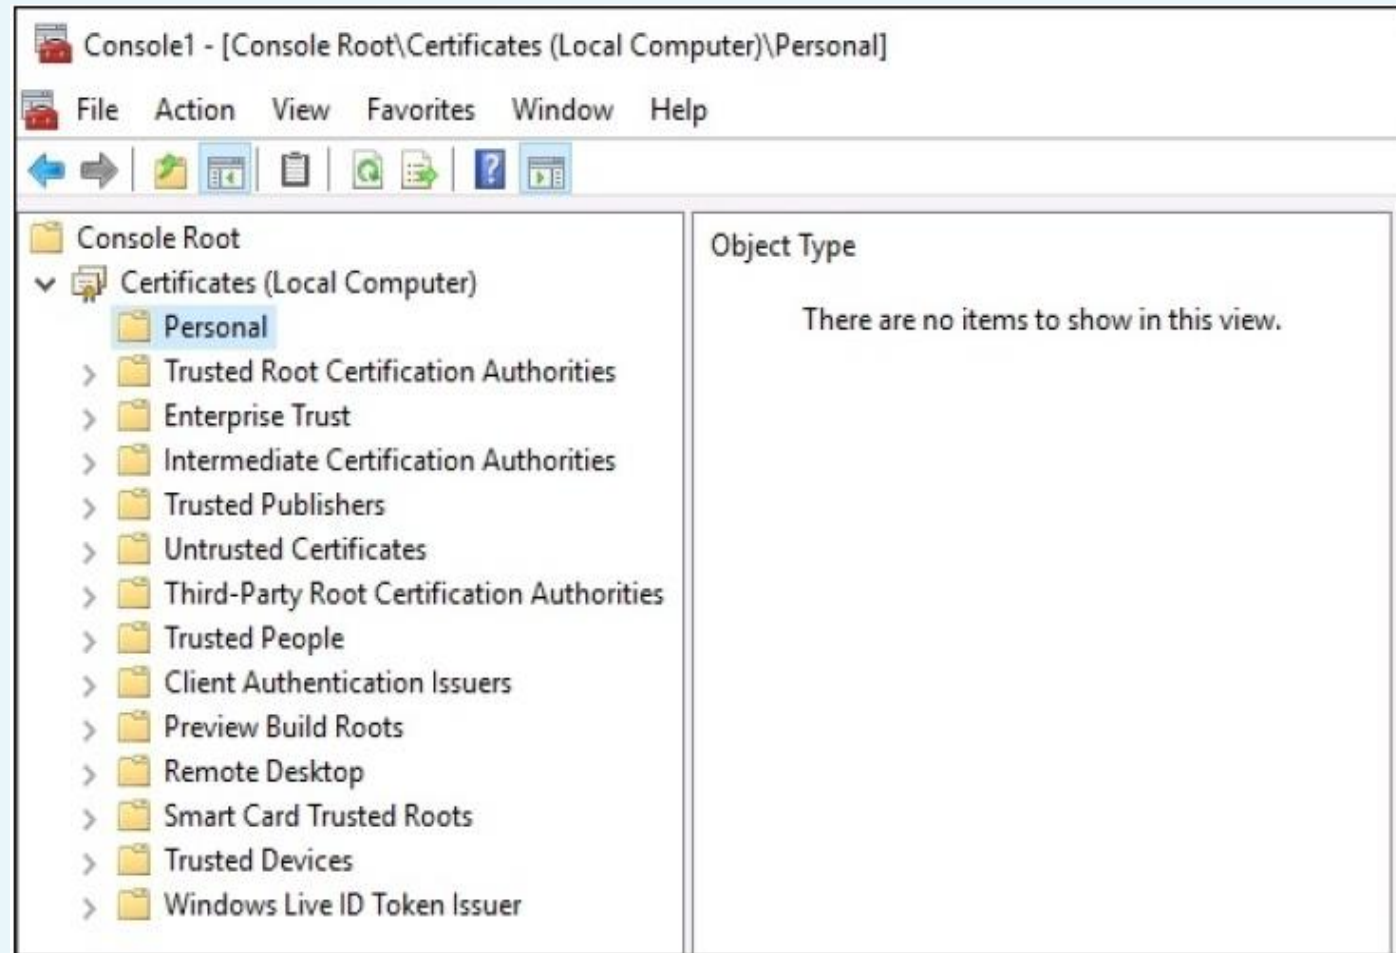 Console1 - [Console Root\Certificates (Local Computer)\Personal]
File Action View Favorites Window Help
Console Root
Certificates (Local Computer)
Personal
Trusted Root Certification Authorities
Enterprise Trust
Intermediate Certification Authorities
Trusted Publishers
Untrusted Certificates
Third-Party Root Certification Authorities
Trusted People
Client Authentication Issuers
Preview Build Roots
Remote Desktop
Smart Card Trusted Roots
Trusted Devices
Windows Live ID Token Issuer
Object Type
There are no items to show in this view.